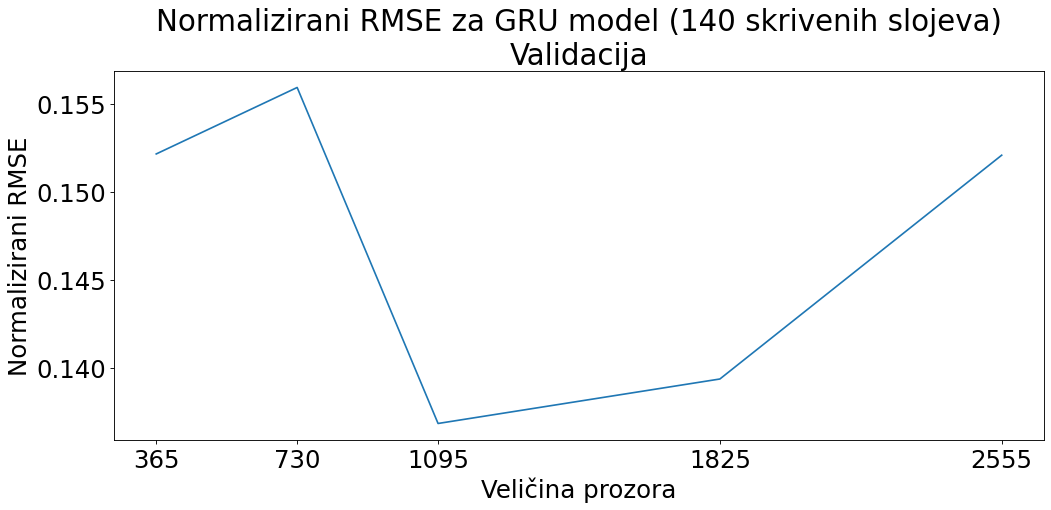 Normalizirani RMSE za GRU model (140 skrivenih slojeva)
Validacija
Normalizirani RMSE
0.155
0.150
0.145
0.140
365 730 1095 1825 2555
Veličina prozora